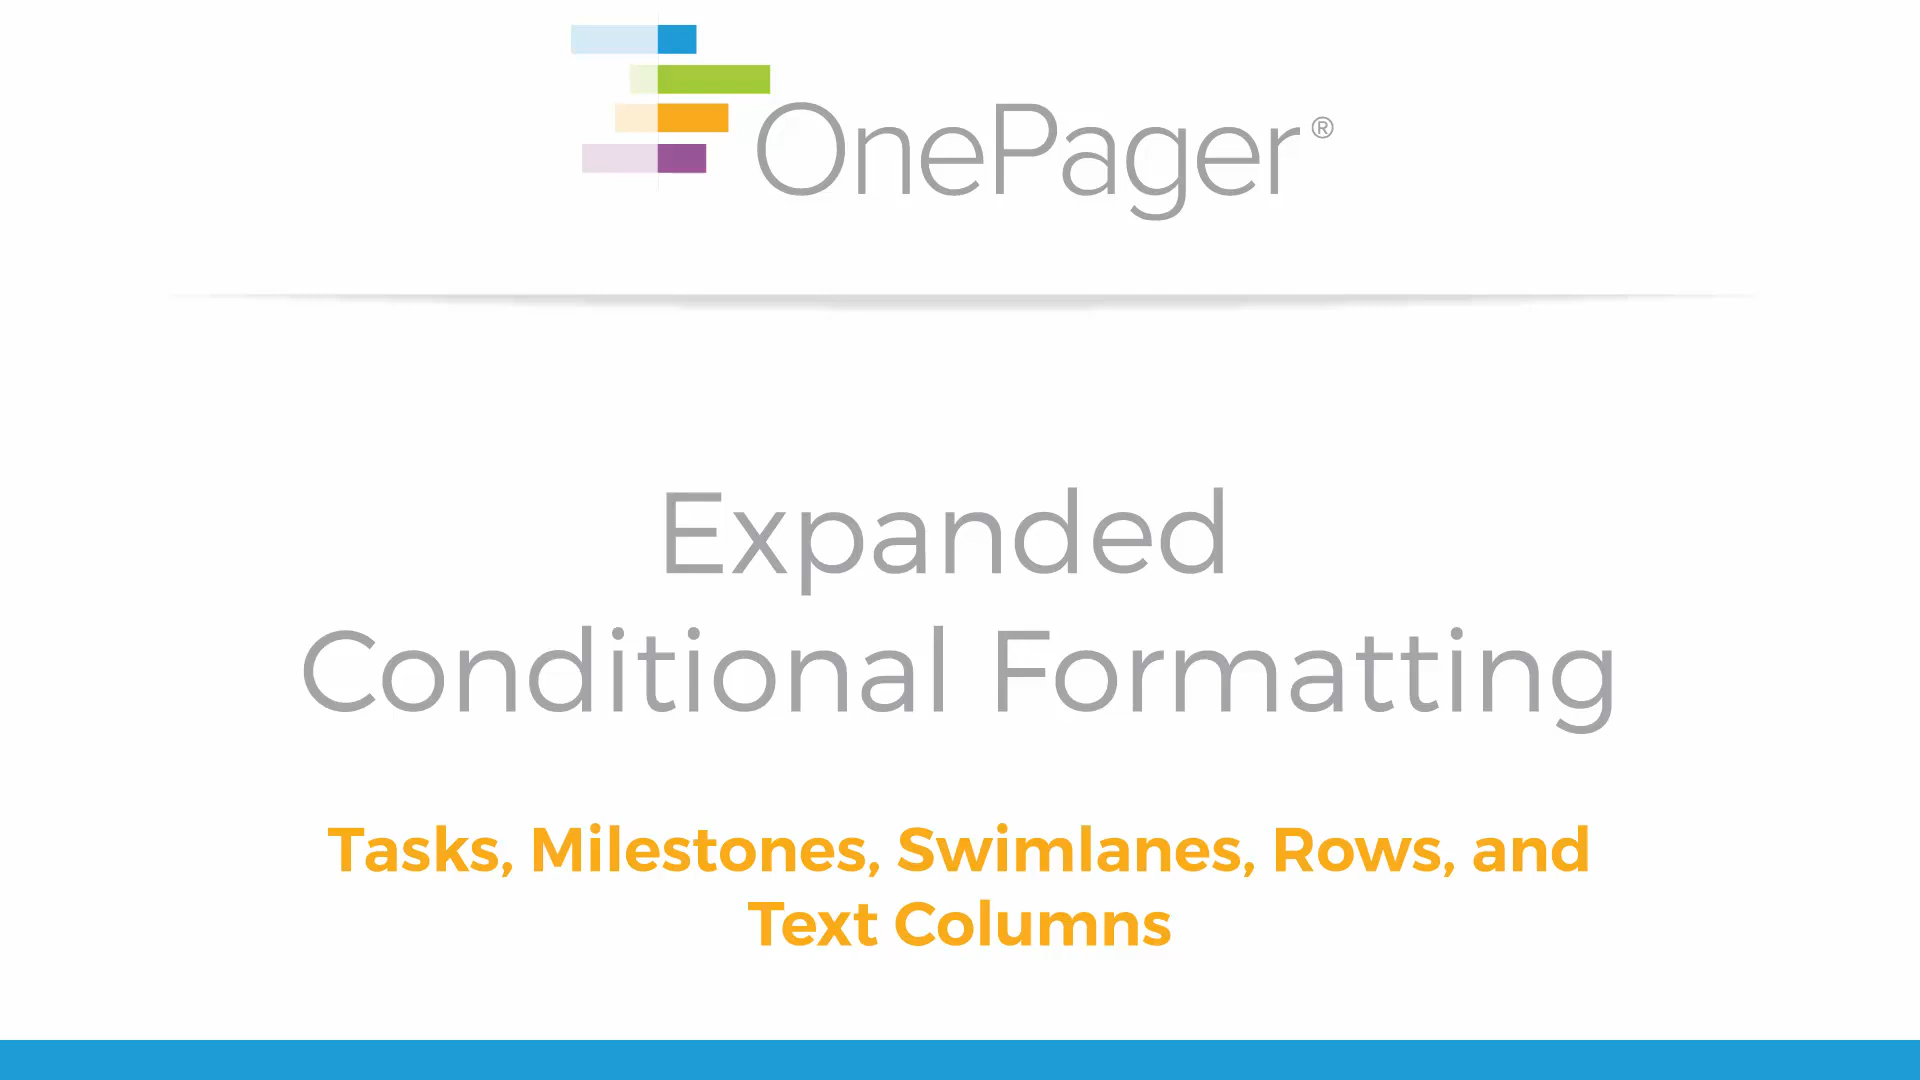 OnePager®
Expanded
Conditional Formatting
Tasks, Milestones, Swimlanes, Rows, and
Text Columns